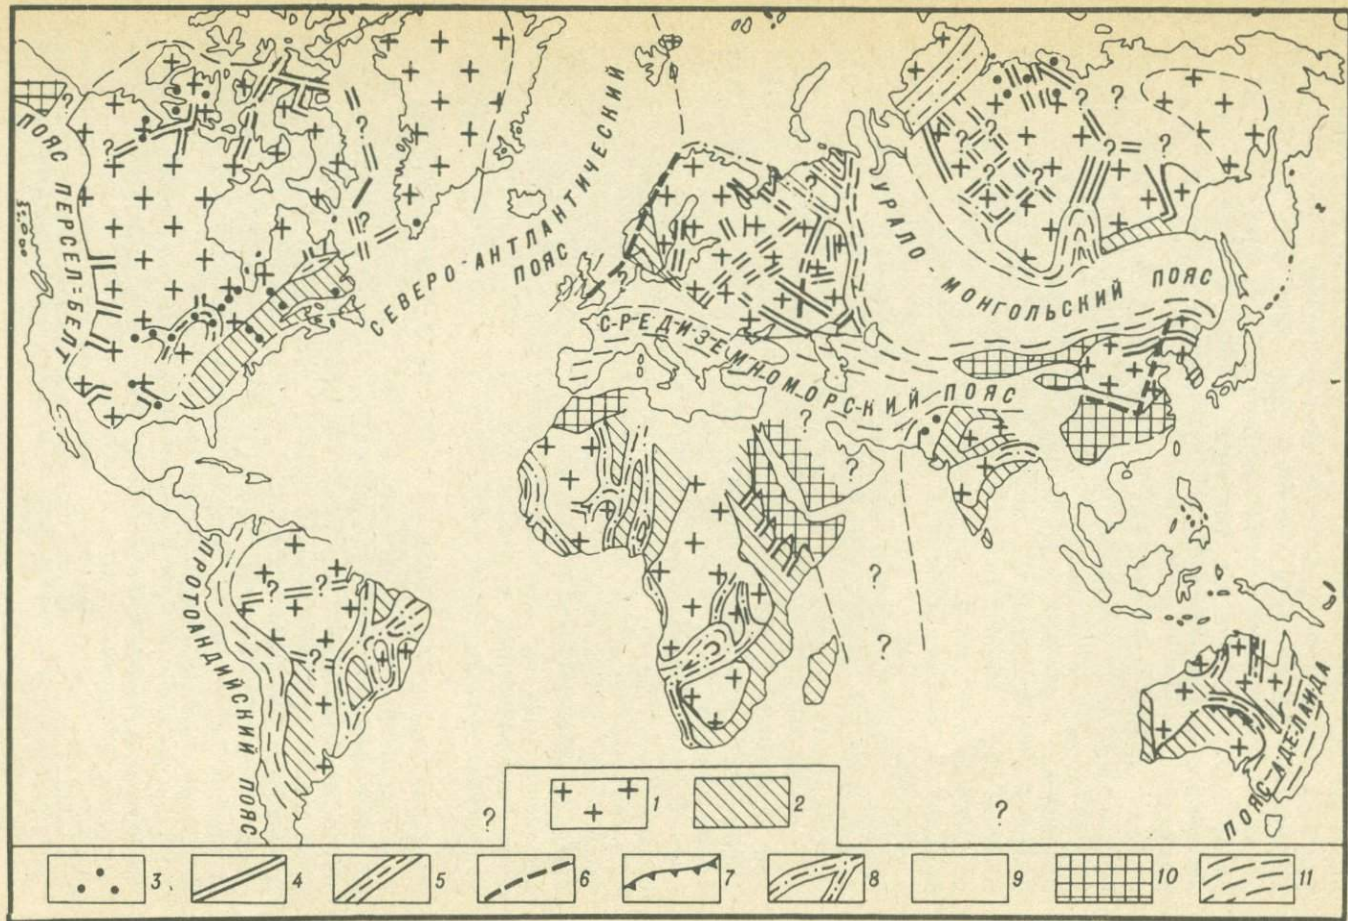 ПОЯС ПЕРСЕЛ-БЕЛТ
СЕВЕРО-АНТЛАНТИЧЕСКИЙ
ПОЯС
УРАЛО-МОНГОЛЬСКИЙ ПОЯС
СРЕДИЗЕМНОМОРСКИЙ ПОЯС
ПРОТОАНДИЙСКИЙ ПОЯС
ПОЯС АДЕЛАИДА
? ? ? ? ? ? ? ? ? ? ? ? ? ? ? ? ? ? ?
1 2
3 4 5 6 7 8 9 10 11